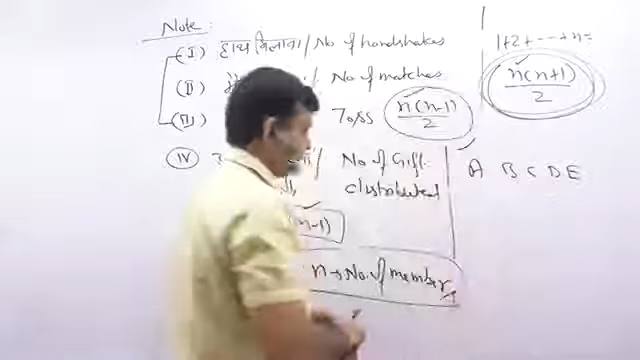 Note:
(I) हाथ मिलाना / No of handshakes
(II) / No of matches
(III) Toss n(n-1)/2
(IV) / No of Gift
distributed
n-1)
n → No. of member
1+2+ --- +n =
n(n+1)/2
A B C D E